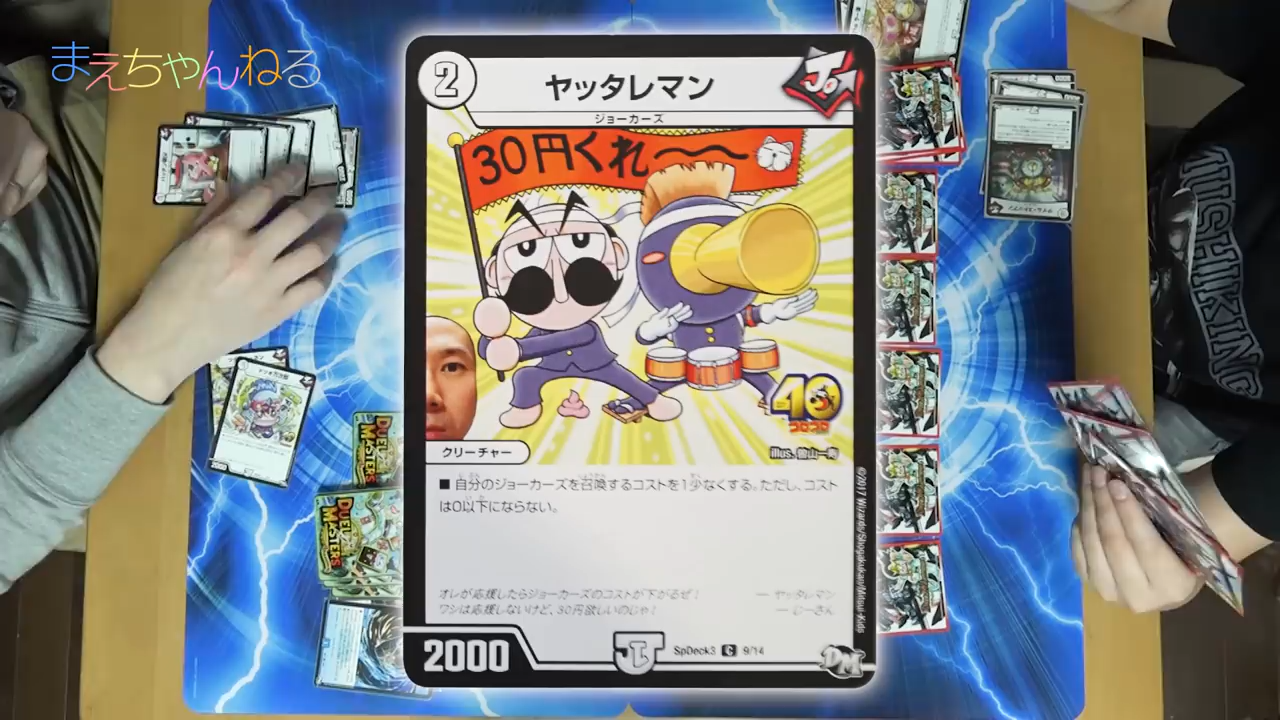 まえちゃんねる
2
ヤッタレマン
ジョーカーズ
30円くれ〜〜
40
コロコロ
クリーチャー
■自分のジョーカーズを召喚するコストを1少なくする。ただし、コスト
は0以下にならない。
オレが応援したらジョーカーズのコストが下がるぜ! ― ヤッタレマン
ワシは応援しないけど、30円欲しいのじゃ! ― じーさん
2000
SpDeck3 C 9/14
DM
©2017 Wizards/Shogakukan/Mitsui-Kids
DUEL
MASTERS
DUEL
MASTERS
2000
MUSHIKING